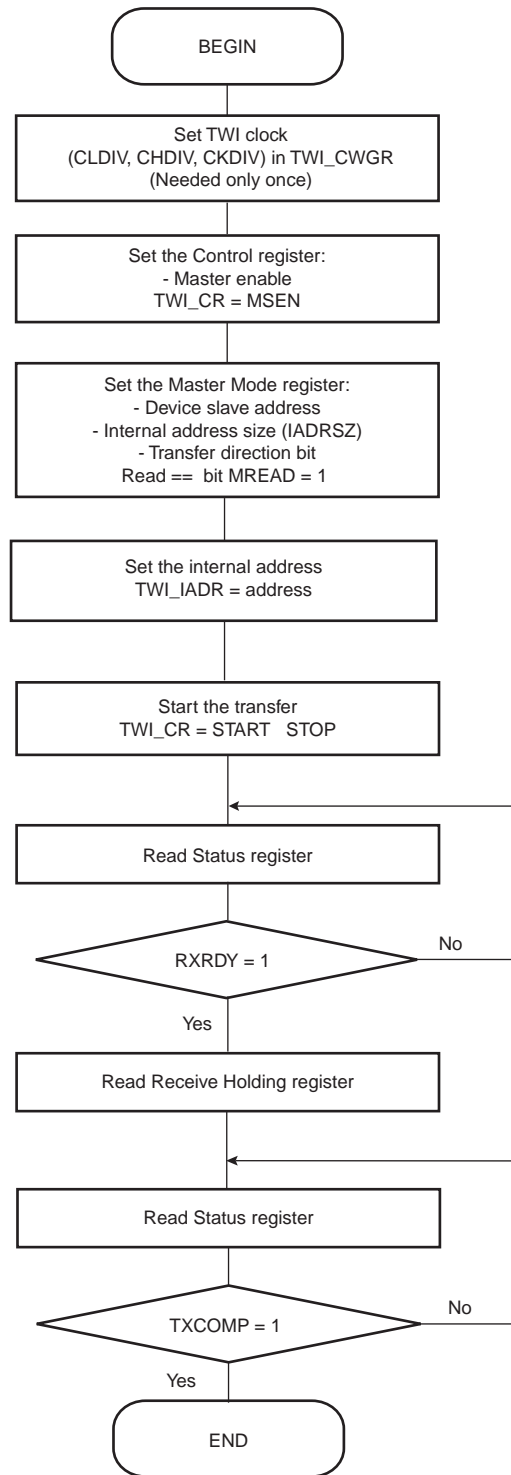 BEGIN
Set TWI clock
(CLDIV, CHDIV, CKDIV) in TWI_CWGR
(Needed only once)
Set the Control register:
- Master enable
TWI_CR = MSEN
Set the Master Mode register:
- Device slave address
- Internal address size (IADRSZ)
- Transfer direction bit
Read == bit MREAD = 1
Set the internal address
TWI_IADR = address
Start the transfer
TWI_CR = START STOP
Read Status register
RXRDY = 1
No
Yes
Read Receive Holding register
Read Status register
TXCOMP = 1
No
Yes
END